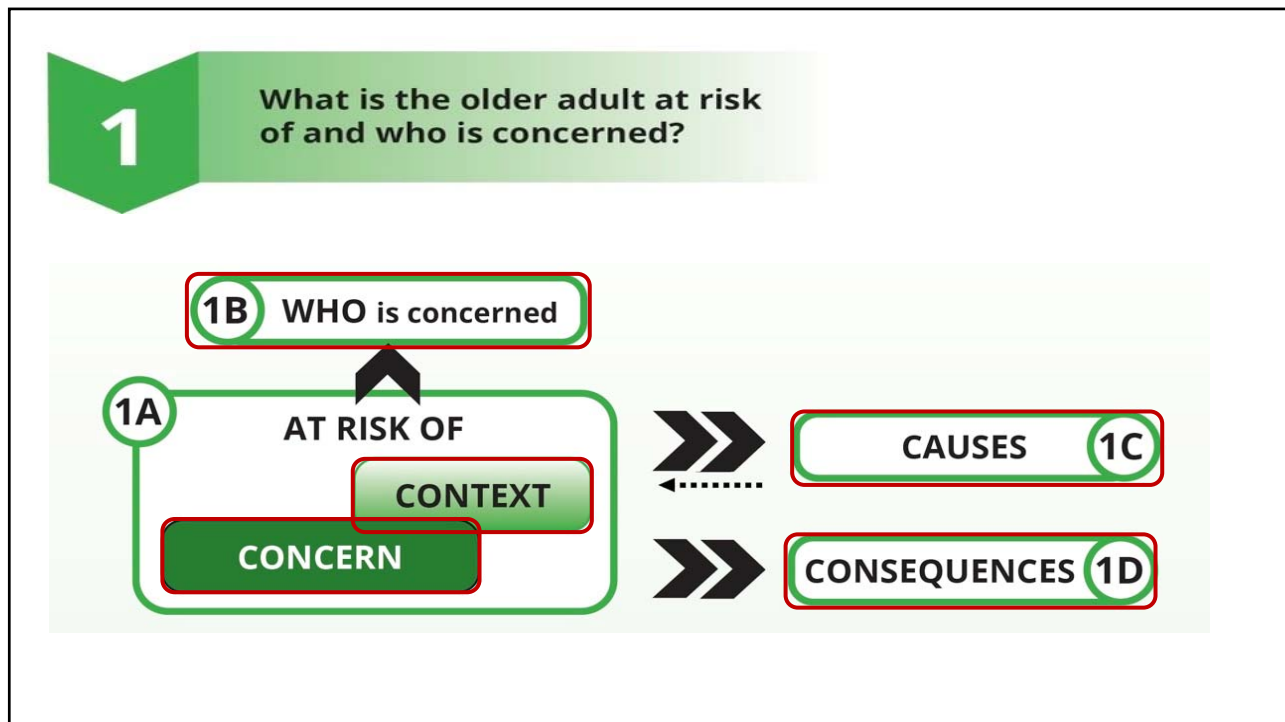 1
What is the older adult at risk
of and who is concerned?
1B WHO is concerned
1A
AT RISK OF
CONTEXT
CONCERN
CAUSES 1C
CONSEQUENCES 1D